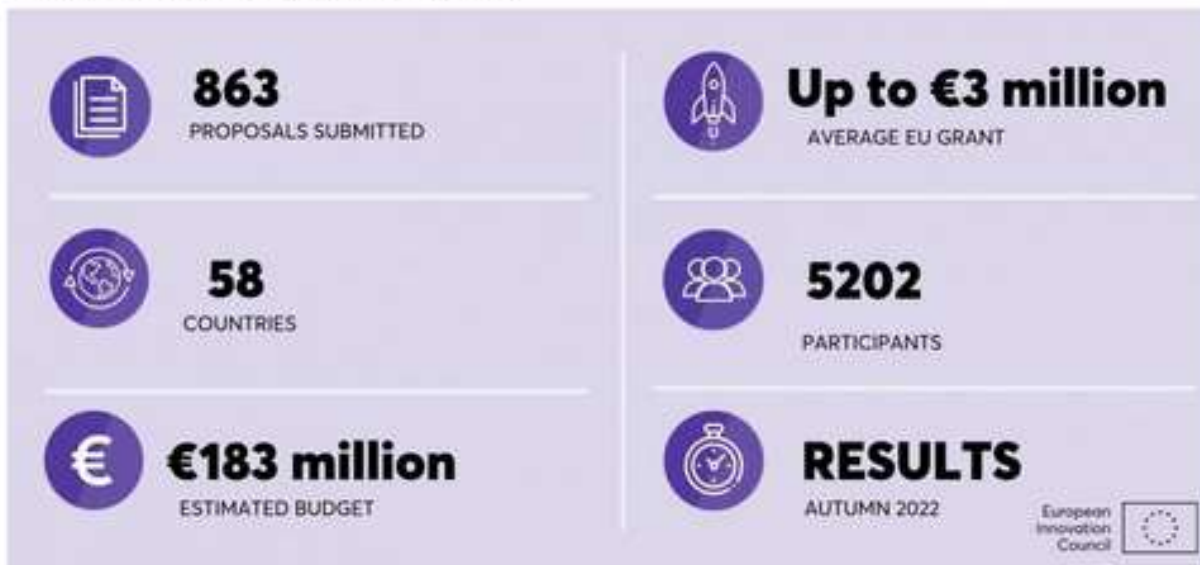 863
PROPOSALS SUBMITTED
Up to €3 million
AVERAGE EU GRANT
58
COUNTRIES
5202
PARTICIPANTS
€183 million
ESTIMATED BUDGET
RESULTS
AUTUMN 2022
European
Innovation
Council